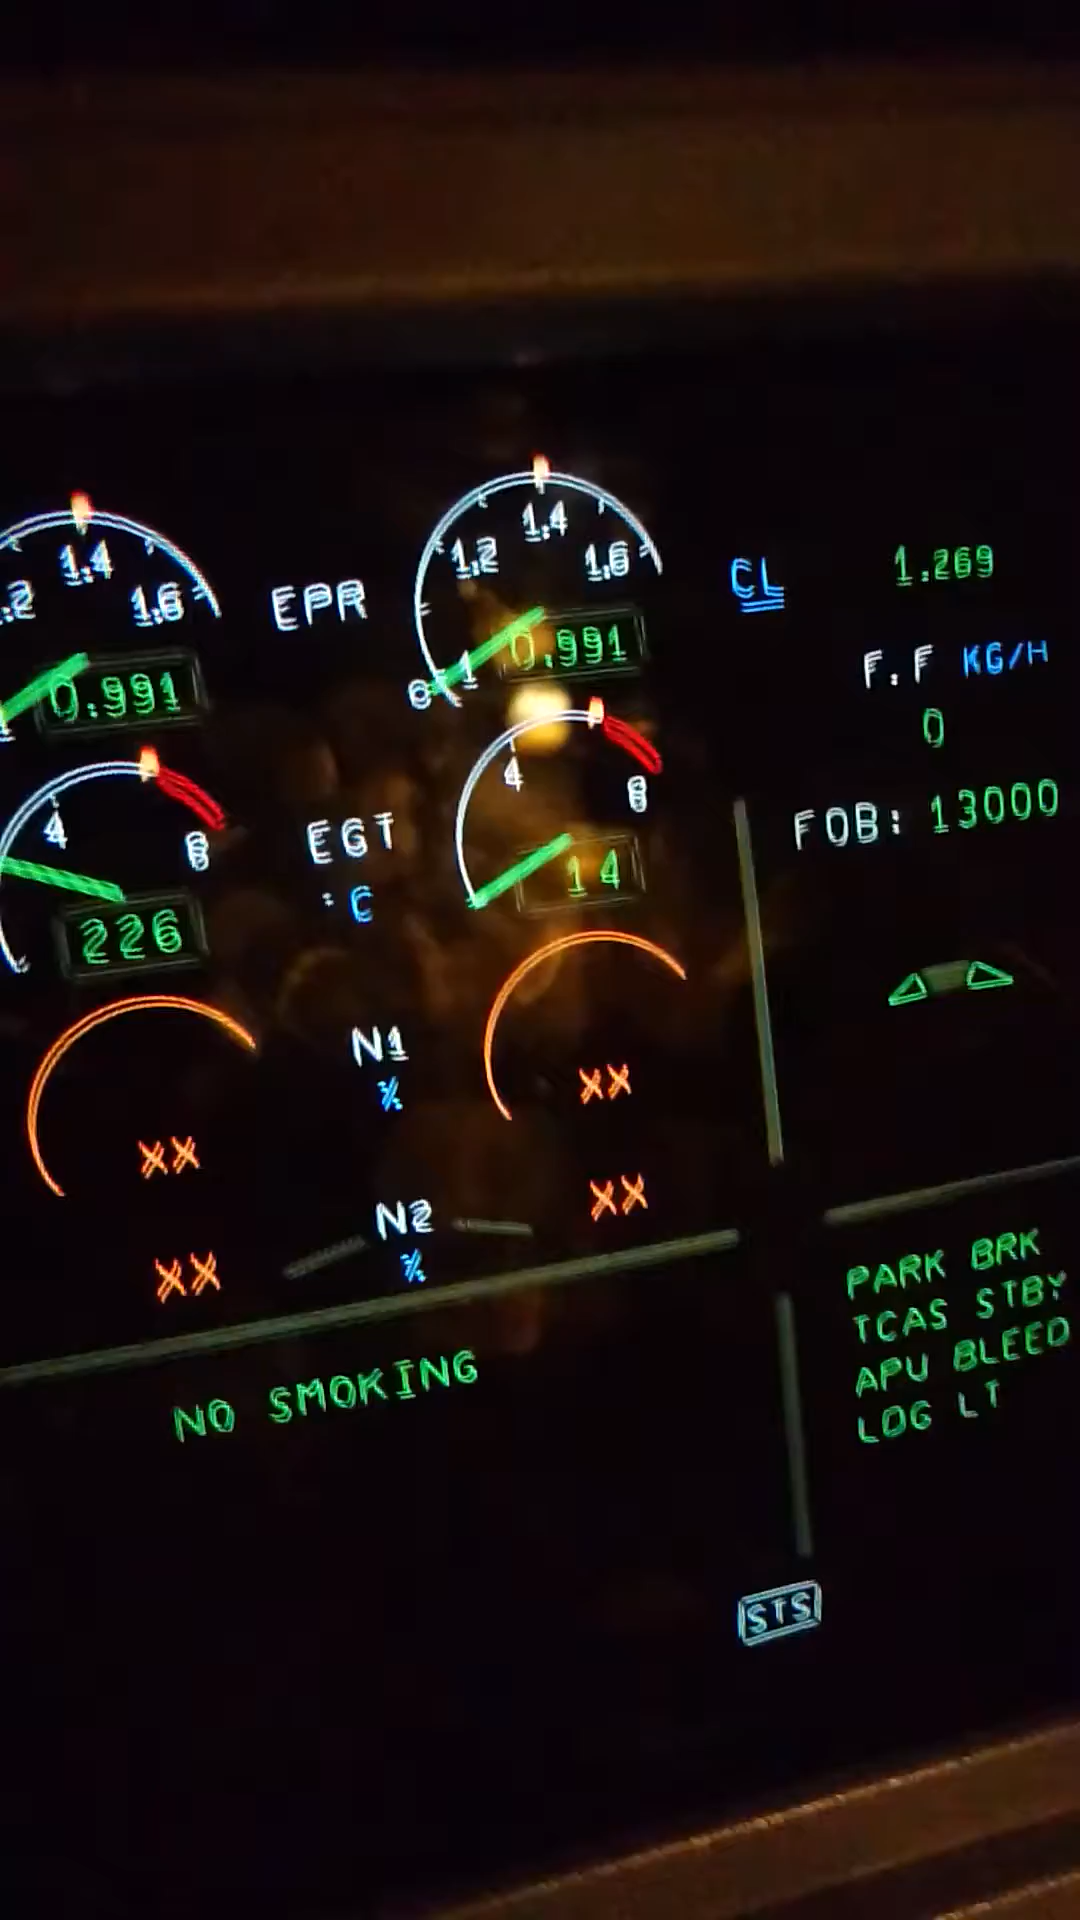 1.4
1.6
EPR
0.991
1.2
1.4
1.6
1
0.991
CL
1.269
F.F KG/H
0
4
8
EGT
°C
226
4
8
14
FOB: 13000
N1
%
XX
XX
N2
%
XX
XX
NO SMOKING
PARK BRK
TCAS STBY
APU BLEED
LOG LT
STS